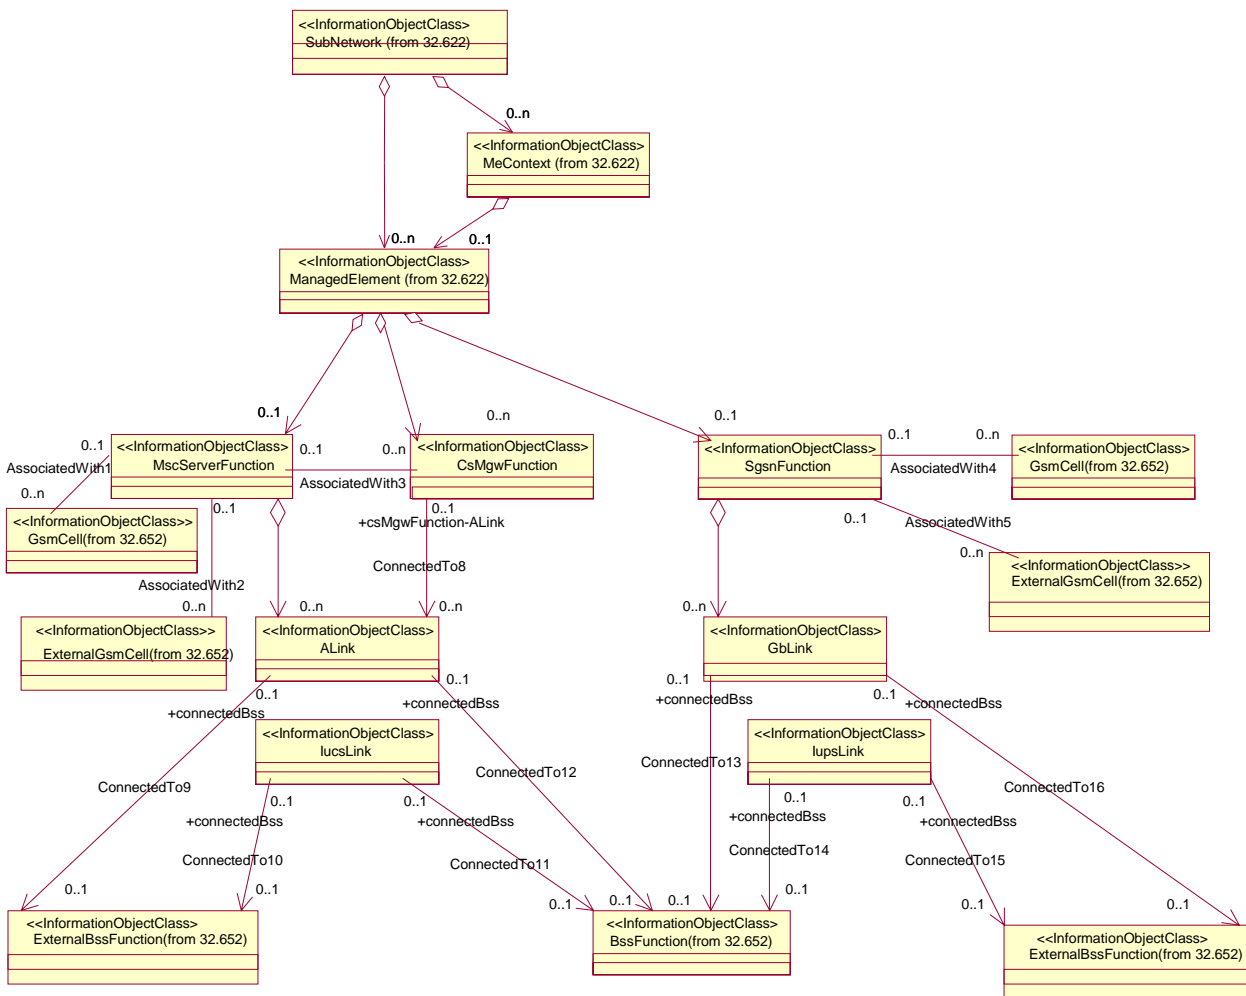 <<InformationObjectClass>
SubNetwork (from 32.622)
0..n
<<InformationObjectClass>
MeContext (from 32.622)
0..n
0..1
<<InformationObjectClass>
ManagedElement (from 32.622)
0..1
0..n
0..1
0..1
<<InformationObjectClass>
MscServerFunction
0..1
0..n
<<InformationObjectClass>
CsMgwFunction
<<InformationObjectClass>
SgsnFunction
0..1
0..n
<<InformationObjectClass>
GsmCell(from 32.652)
AssociatedWith1
AssociatedWith3
AssociatedWith4
0..n
0..1
+csMgwFunction-ALink
0..1
AssociatedWith5
<<InformationObjectClass>>
GsmCell(from 32.652)
0..n
<<InformationObjectClass>>
ExternalGsmCell(from 32.652)
ConnectedTo8
AssociatedWith2
0..n
0..n
0..n
0..n
<<InformationObjectClass>>
ExternalGsmCell(from 32.652)
<<InformationObjectClass>
ALink
<<InformationObjectClass>
GbLink
0..1
0..1
0..1
0..1
+connectedBss
+connectedBss
+connectedBss
+connectedBss
<<InformationObjectClass>
IucsLink
<<InformationObjectClass>
IupsLink
ConnectedTo9
ConnectedTo12
ConnectedTo13
ConnectedTo16
0..1
0..1
0..1
0..1
+connectedBss
+connectedBss
+connectedBss
+connectedBss
ConnectedTo10
ConnectedTo11
ConnectedTo14
ConnectedTo15
0..1
0..1
0..1
0..1
0..1
0..1
0..1
0..1
<<InformationObjectClass>
ExternalBssFunction(from 32.652)
<<InformationObjectClass>
BssFunction(from 32.652)
<<InformationObjectClass>
ExternalBssFunction(from 32.652)